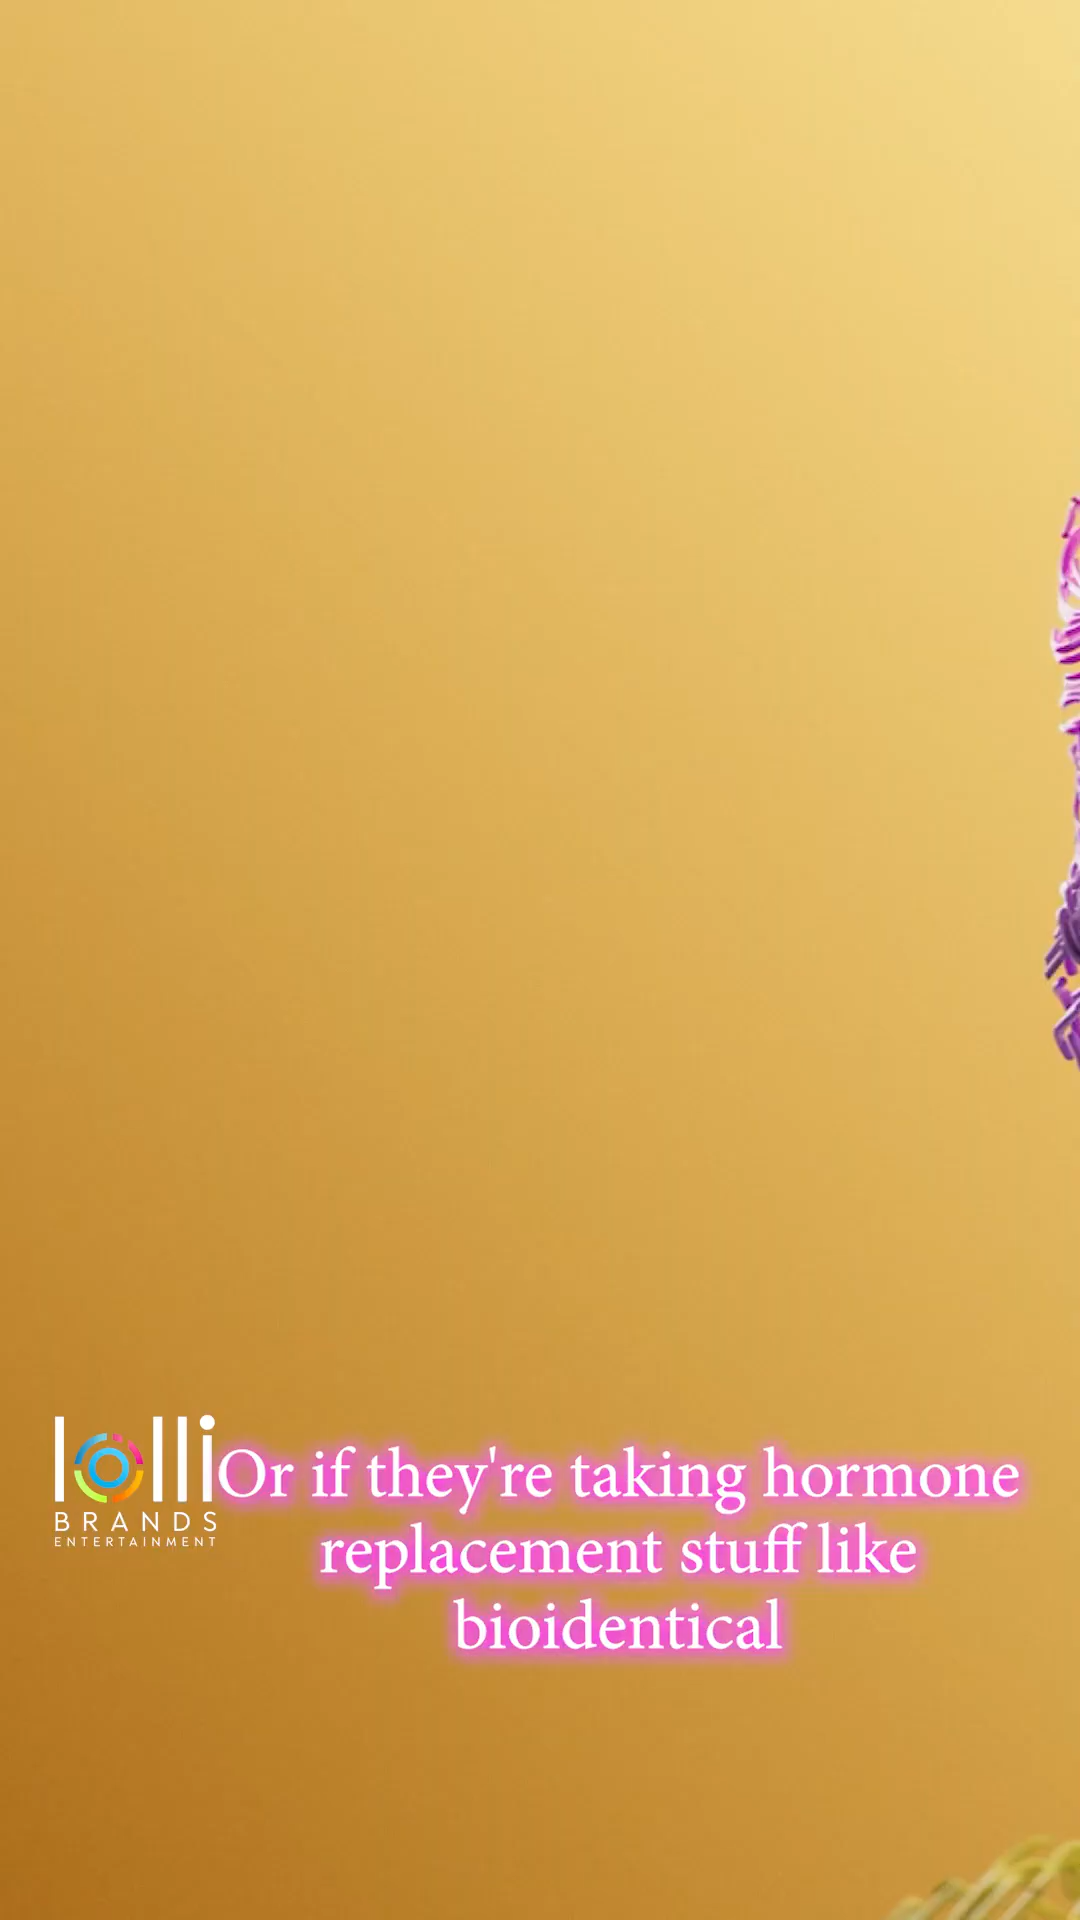 lolli
BRANDS
ENTERTAINMENT
Or if they're taking hormone
replacement stuff like
bioidentical